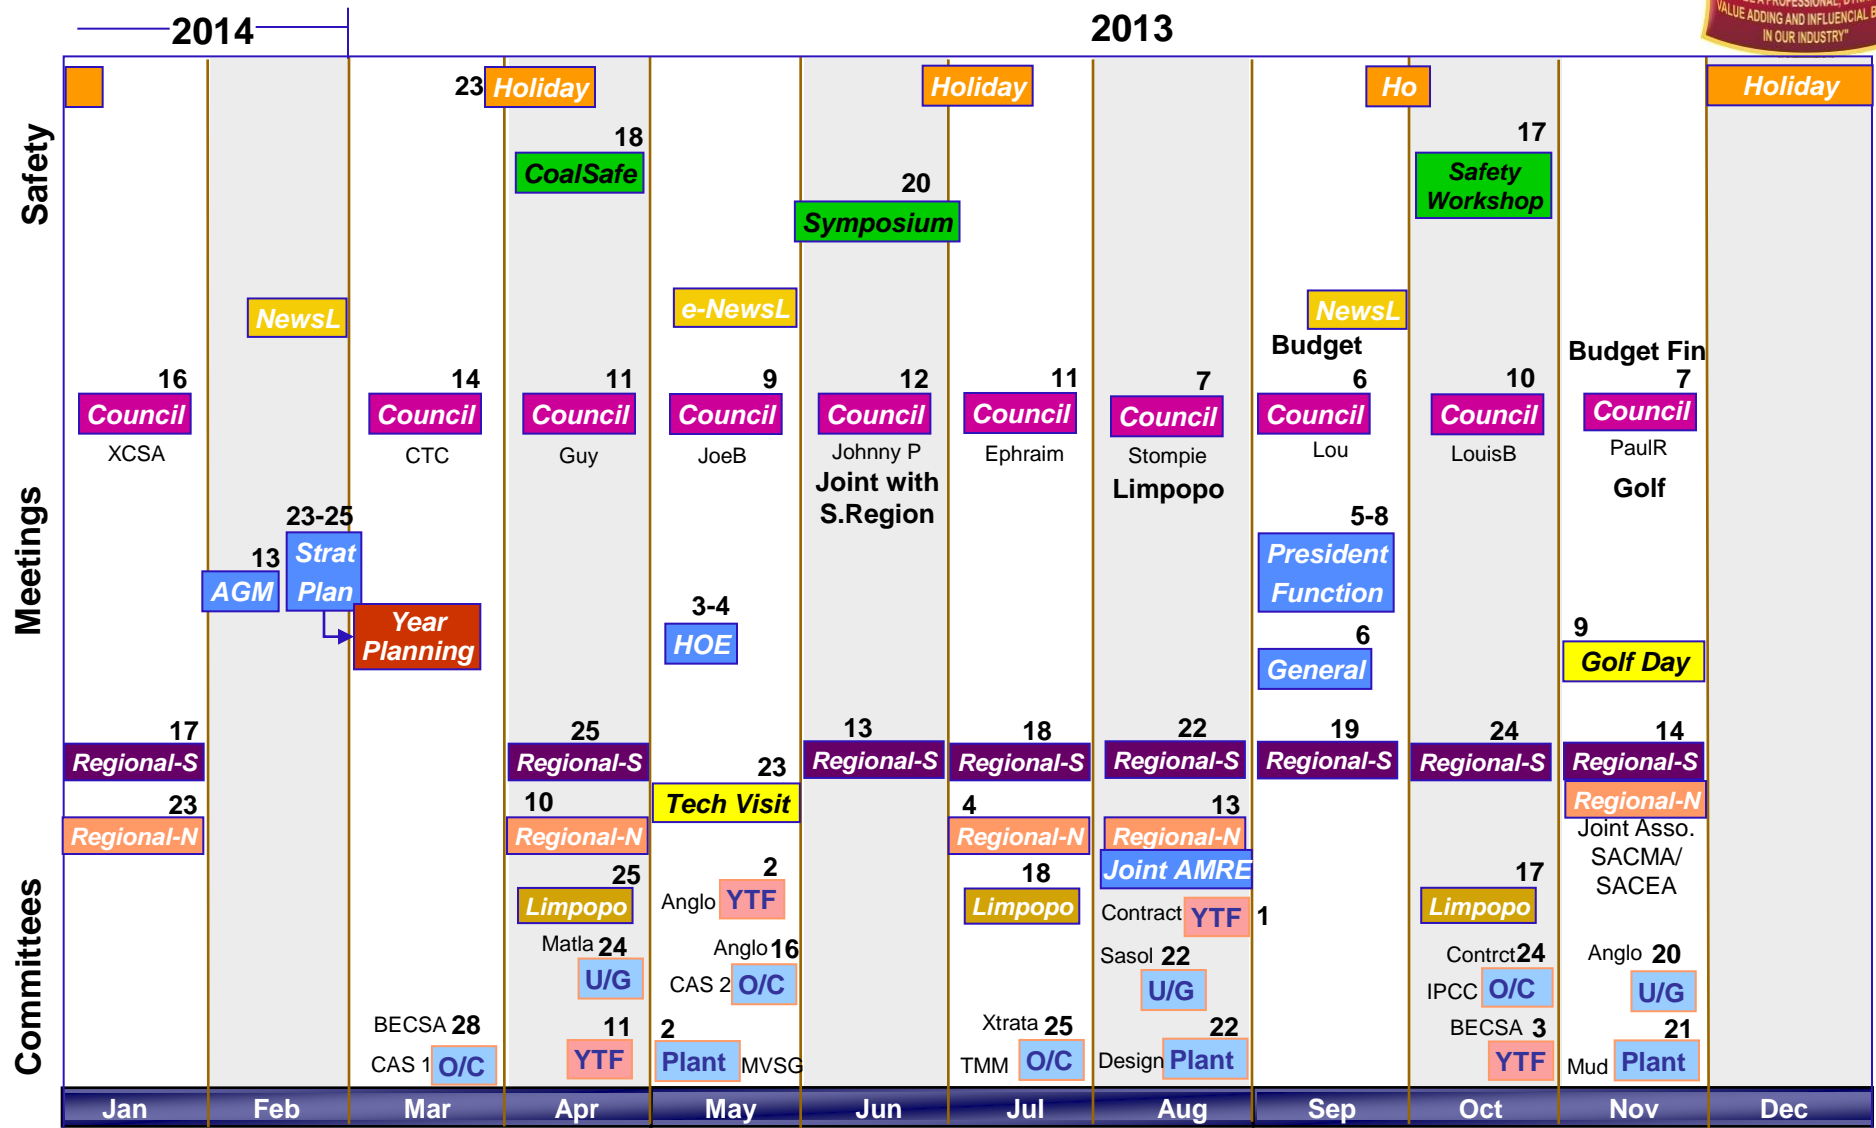 2014
2013
VALUE ADDING AND INFLUENTIAL
IN OUR INDUSTRY"
Safety
23
Holiday
Holiday
Ho
Holiday
18
CoalSafe
20
Symposium
17
Safety
Workshop
Meetings
NewsL
e-NewsL
NewsL
Budget
Budget Fin
16
Council
XCSA
14
Council
CTC
11
Council
Guy
9
Council
JoeB
12
Council
Johnny P
Joint with
S.Region
11
Council
Ephraim
7
Council
Stompie
Limpopo
6
Council
Lou
10
Council
LouisB
7
Council
PaulR
Golf
13
AGM
23-25
Strat
Plan
Year
Planning
3-4
HOE
5-8
President
Function
6
General
9
Golf Day
17
Regional-S
25
Regional-S
13
Regional-S
18
Regional-S
22
Regional-S
19
Regional-S
24
Regional-S
14
Regional-S
23
Tech Visit
23
Regional-N
10
Regional-N
4
Regional-N
13
Regional-N
Joint AMRE
Regional-N
Joint Asso.
SACMA/
SACEA
Committees
25
Limpopo
18
Limpopo
17
Limpopo
2
Anglo YTF
Contract YTF 1
Matla 24
U/G
Anglo 16
CAS 2 O/C
Sasol 22
U/G
Contrct 24
IPCC O/C
Anglo 20
U/G
BECSA 28
CAS 1 O/C
11
YTF
2
Plant MVSG
Xtrata 25
TMM O/C
22
Design Plant
BECSA 3
YTF
21
Mud Plant
Jan
Feb
Mar
Apr
May
Jun
Jul
Aug
Sep
Oct
Nov
Dec